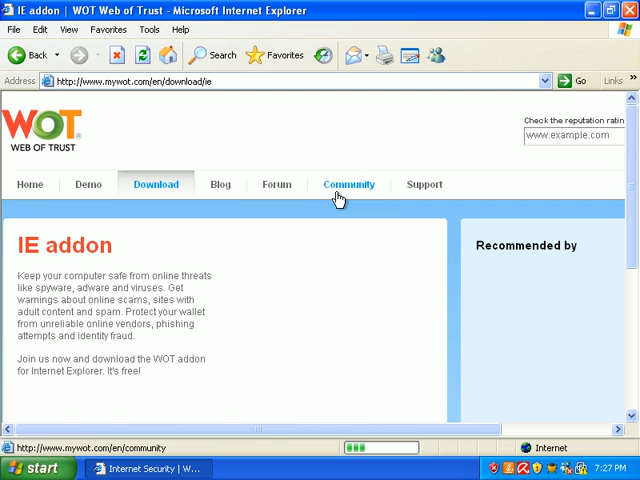 IE addon | WOT Web of Trust - Microsoft Internet Explorer
File Edit View Favorites Tools Help
Back Search Favorites
Address http://www.mywot.com/en/download/ie Go Links »
WOT
WEB OF TRUST
Check the reputation ratin
www.example.com
Home Demo Download Blog Forum Community Support
IE addon
Keep your computer safe from online threats
like spyware, adware and viruses. Get
warnings about online scams, sites with
adult content and spam. Protect your wallet
from unreliable online vendors, phishing
attempts and identity fraud.
Join us now and download the WOT addon
for Internet Explorer. It's free!
Recommended by
http://www.mywot.com/en/community Internet
start Internet Security | W... 7:27 PM